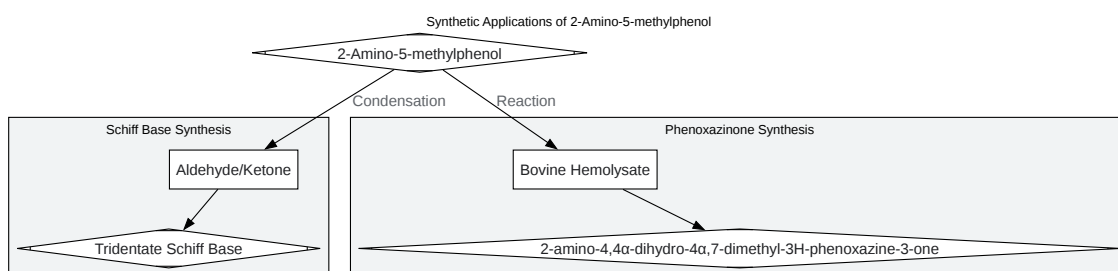 Synthetic Applications of 2-Amino-5-methylphenol
2-Amino-5-methylphenol
Condensation
Reaction
Schiff Base Synthesis
Phenoxazinone Synthesis
Aldehyde/Ketone
Bovine Hemolysate
Tridentate Schiff Base
2-amino-4,4α-dihydro-4α,7-dimethyl-3H-phenoxazine-3-one